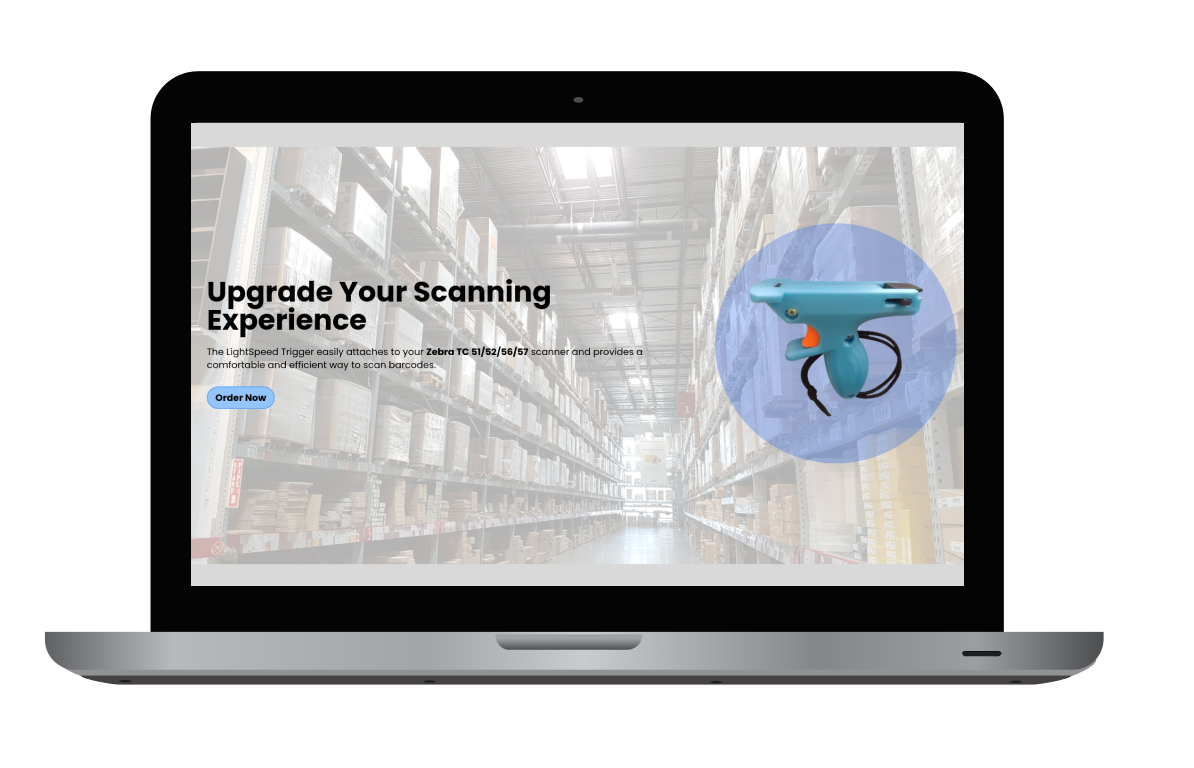 Upgrade Your Scanning
Experience
The LightSpeed Trigger easily attaches to your Zebra TC 51/52/56/57 scanner and provides a
comfortable and efficient way to scan barcodes.
Order Now